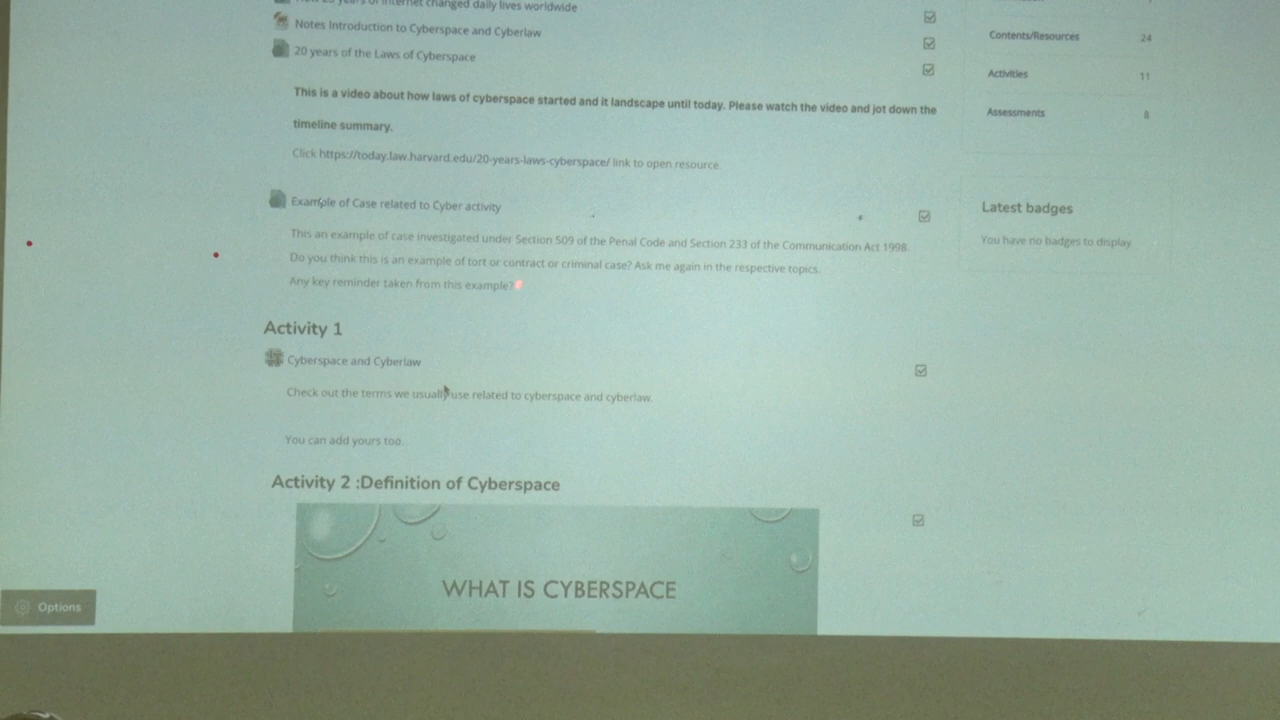 years of Internet changed daily lives worldwide
Notes Introduction to Cyberspace and Cyberlaw
20 years of the Laws of Cyberspace
This is a video about how laws of cyberspace started and it landscape until today. Please watch the video and jot down the
timeline summary.
Click https://today.law.harvard.edu/20-years-laws-cyberspace/ link to open resource.
Example of Case related to Cyber activity
This an example of case investigated under Section 509 of the Penal Code and Section 233 of the Communication Act 1998.
Do you think this is an example of tort or contract or criminal case? Ask me again in the respective topics.
Any key reminder taken from this example?
Activity 1
Cyberspace and Cyberlaw
Check out the terms we usually use related to cyberspace and cyberlaw.
You can add yours too.
Activity 2 :Definition of Cyberspace
WHAT IS CYBERSPACE
Options
Contents/Resources 24
Activities 11
Assessments 8
Latest badges
You have no badges to display